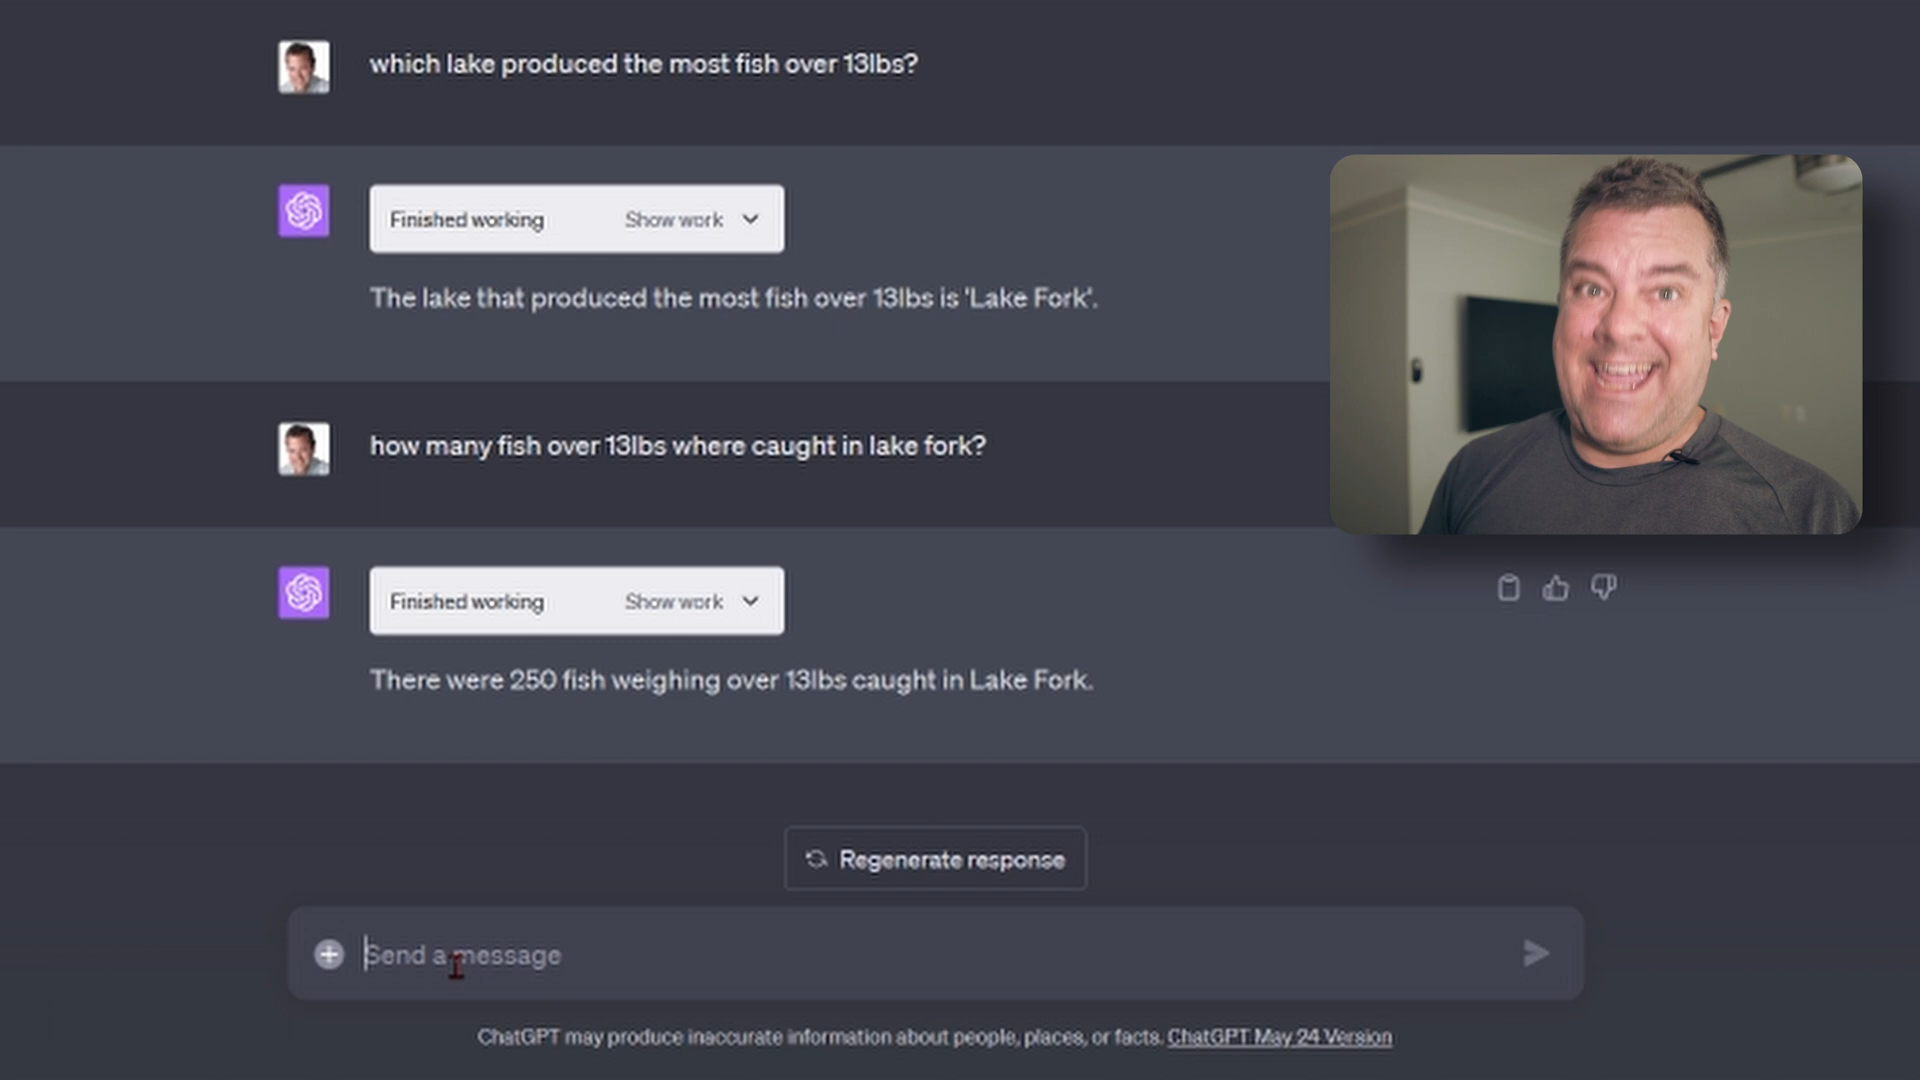 which lake produced the most fish over 13lbs?
Finished working Show work
The lake that produced the most fish over 13lbs is 'Lake Fork'.
how many fish over 13lbs where caught in lake fork?
Finished working Show work
There were 250 fish weighing over 13lbs caught in Lake Fork.
Regenerate response
Send a message
ChatGPT may produce inaccurate information about people, places, or facts. ChatGPT May 24 Version